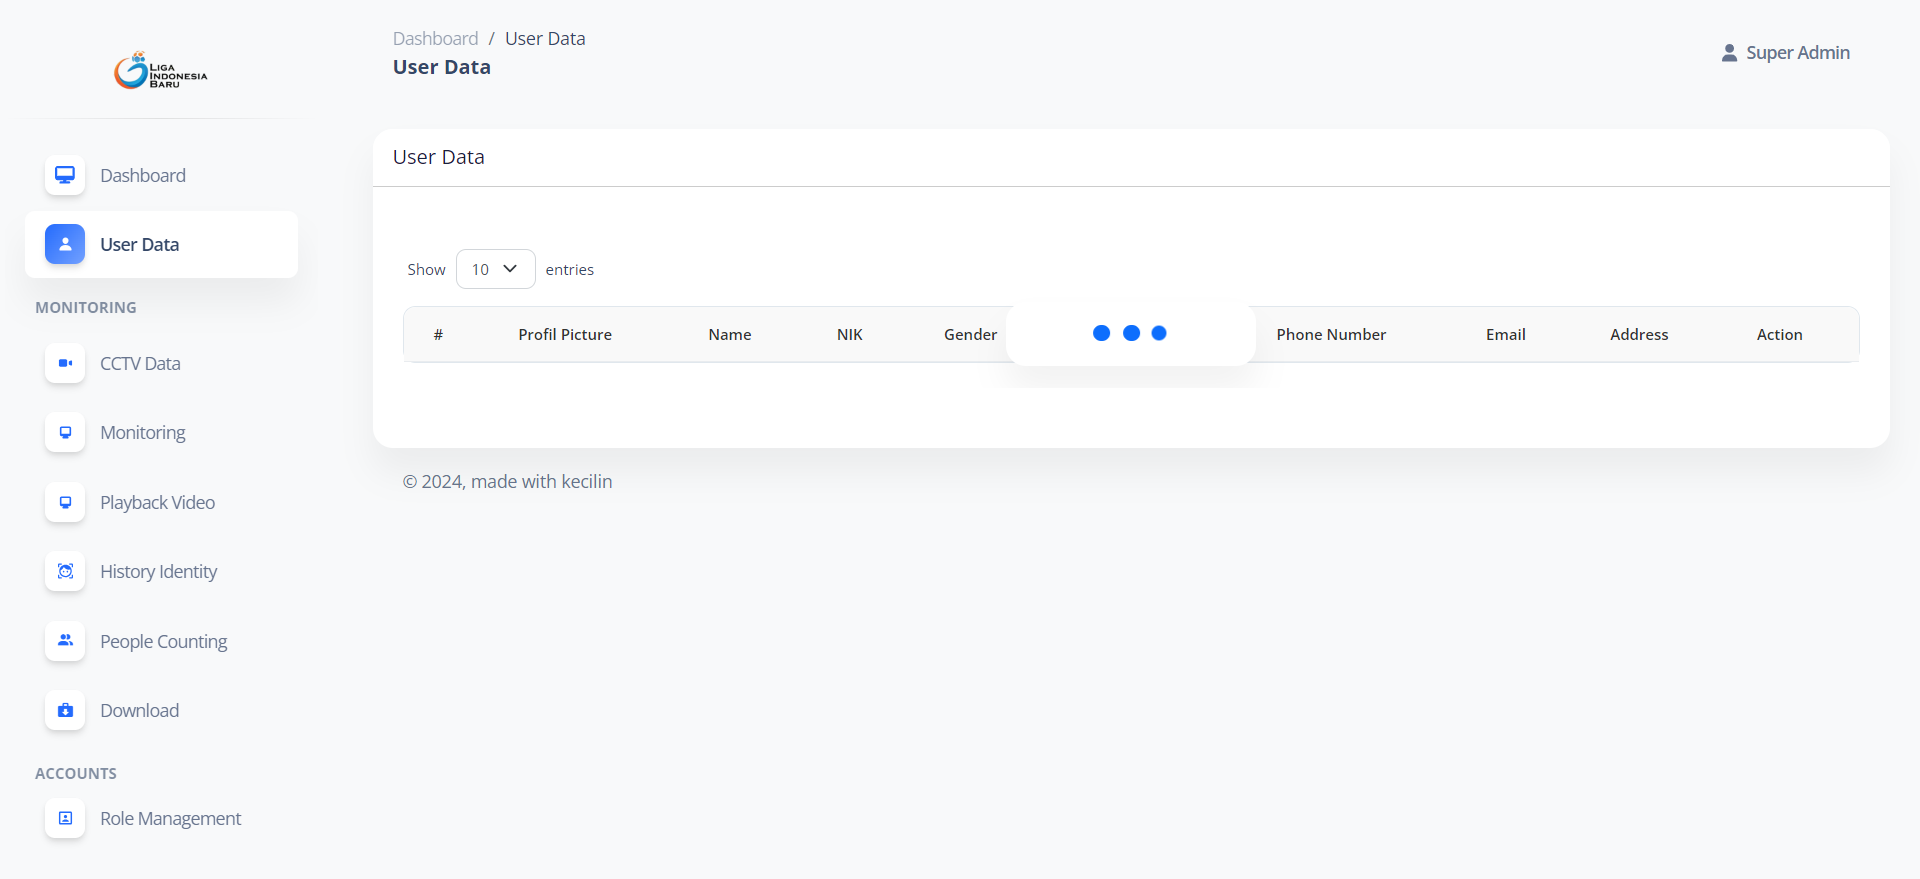 LIGA
INDONESIA
BARU
Dashboard / User Data
User Data
Super Admin
Dashboard
User Data
MONITORING
CCTV Data
Monitoring
Playback Video
History Identity
People Counting
Download
ACCOUNTS
Role Management
User Data
Show 10 entries
# Profil Picture Name NIK Gender Phone Number Email Address Action
© 2024, made with kecilin